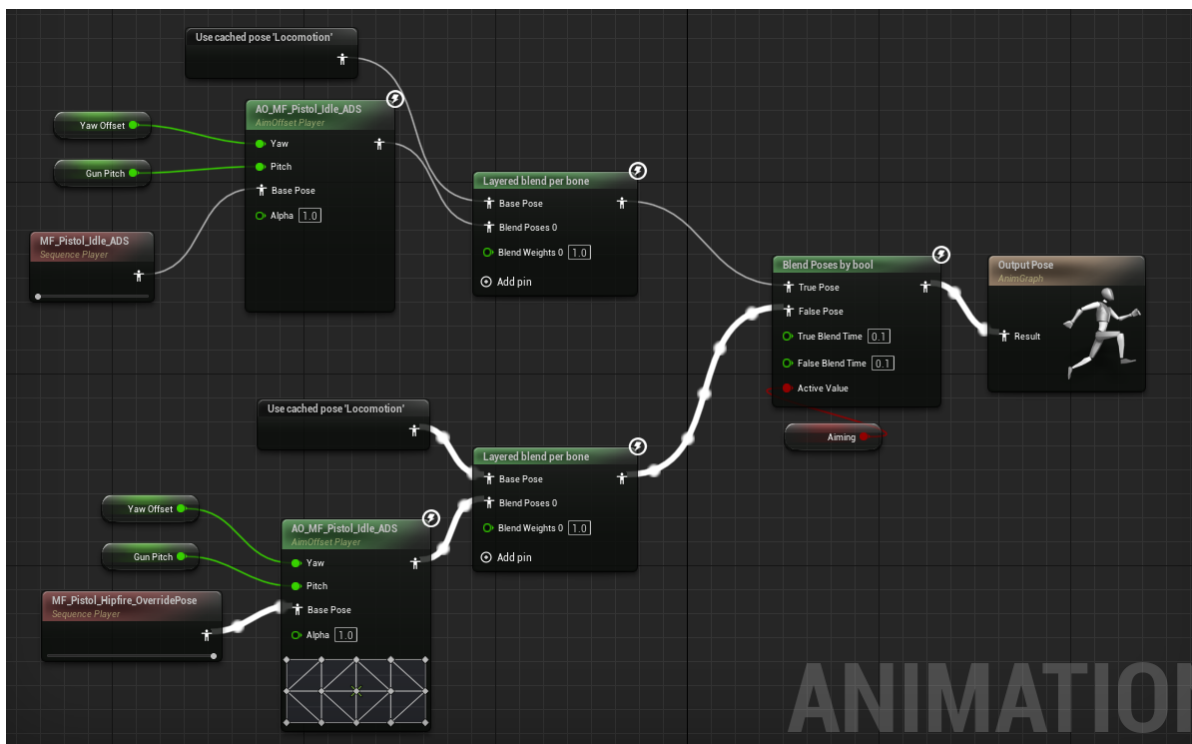 Use cached pose 'Locomotion'
AO_MF_Pistol_Idle_ADS
AimOffset Player
Yaw Offset
Yaw
Gun Pitch
Pitch
Base Pose
Alpha 1.0
MF_Pistol_Idle_ADS
Sequence Player
Layered blend per bone
Base Pose
Blend Poses 0
Blend Weights 0 1.0
Add pin
Blend Poses by bool
True Pose
False Pose
True Blend Time 0.1
False Blend Time 0.1
Active Value
Aiming
Output Pose
AnimGraph
Result
Use cached pose 'Locomotion'
Layered blend per bone
Base Pose
Blend Poses 0
Blend Weights 0 1.0
Add pin
Yaw Offset
Gun Pitch
AO_MF_Pistol_Idle_ADS
AimOffset Player
Yaw
Pitch
Base Pose
Alpha 1.0
MF_Pistol_Hipfire_OverridePose
Sequence Player
ANIMATION